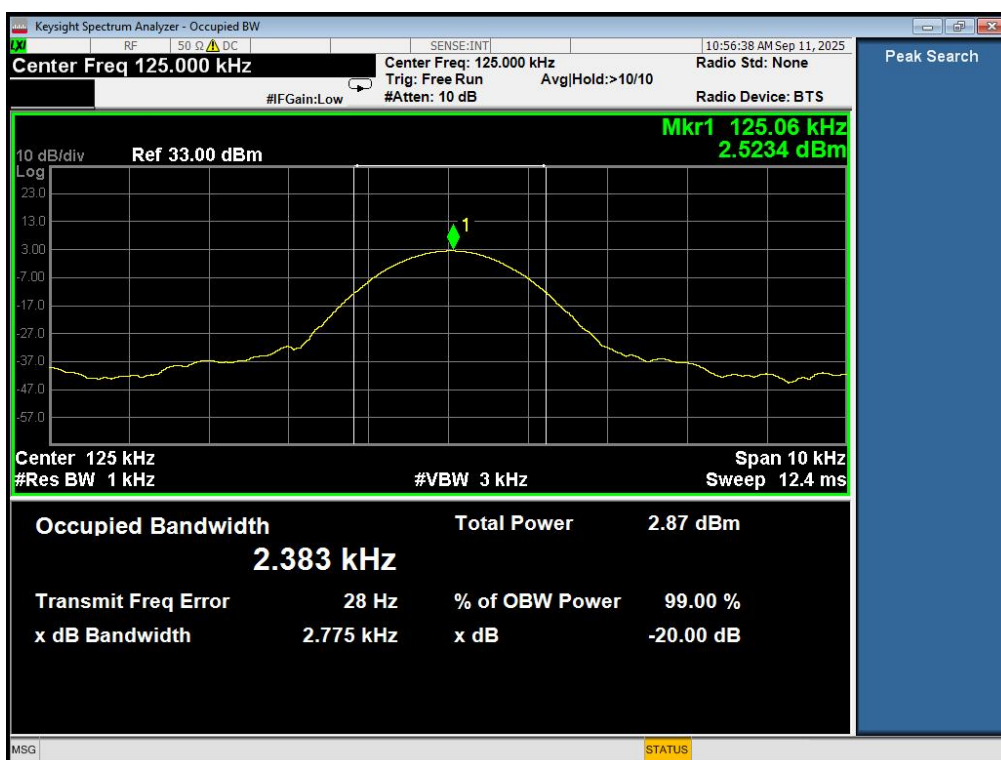 Keysight Spectrum Analyzer - Occupied BW
LXI RF 50 Ω DC SENSE:INT 10:56:38 AM Sep 11, 2025
Center Freq 125.000 kHz
Center Freq: 125.000 kHz Radio Std: None
Trig: Free Run Avg|Hold:>10/10
#IFGain:Low #Atten: 10 dB Radio Device: BTS
Peak Search
Mkr1 125.06 kHz
10 dB/div Ref 33.00 dBm 2.5234 dBm
Log
23.0
13.0
1
3.00
-7.00
-17.0
-27.0
-37.0
-47.0
-57.0
Center 125 kHz Span 10 kHz
#Res BW 1 kHz #VBW 3 kHz Sweep 12.4 ms
Occupied Bandwidth Total Power 2.87 dBm
2.383 kHz
Transmit Freq Error 28 Hz % of OBW Power 99.00 %
x dB Bandwidth 2.775 kHz x dB -20.00 dB
MSG STATUS